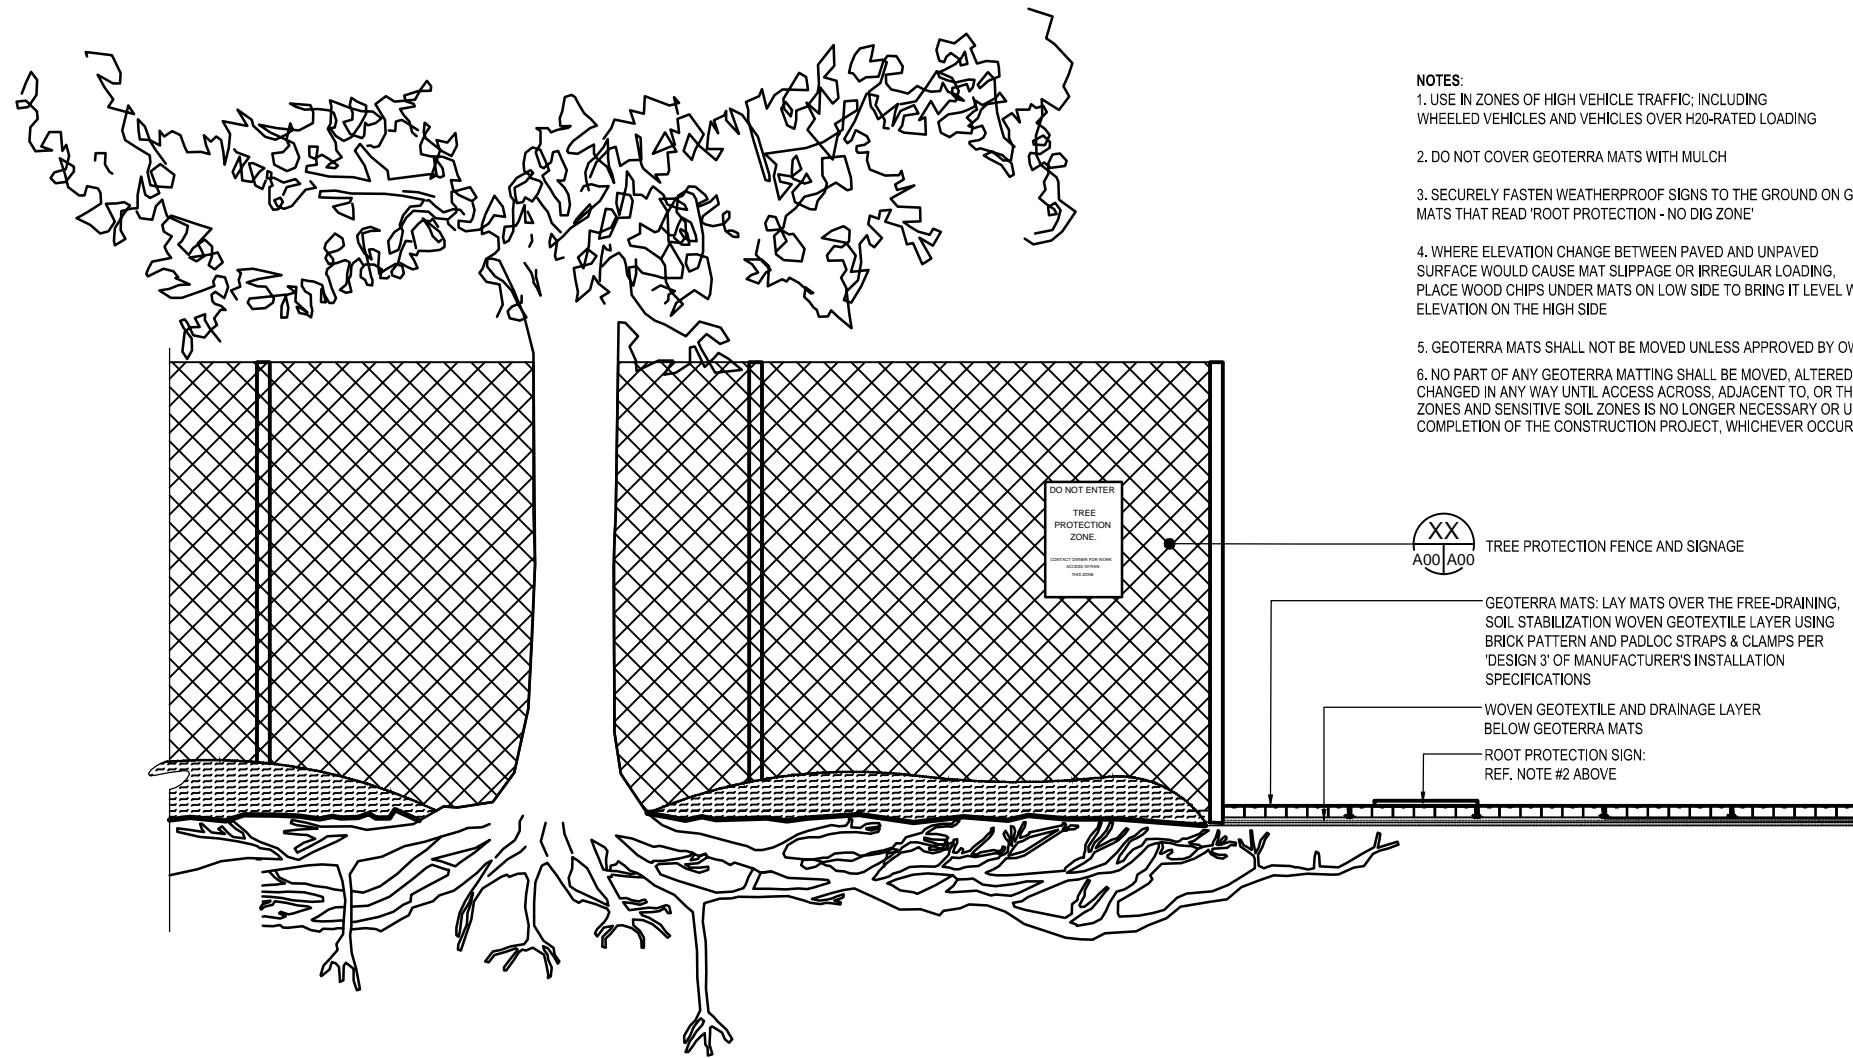 NOTES:
1. USE IN ZONES OF HIGH VEHICLE TRAFFIC; INCLUDING
WHEELED VEHICLES AND VEHICLES OVER H20-RATED LOADING
2. DO NOT COVER GEOTERRA MATS WITH MULCH
3. SECURELY FASTEN WEATHERPROOF SIGNS TO THE GROUND ON G
MATS THAT READ 'ROOT PROTECTION - NO DIG ZONE'
4. WHERE ELEVATION CHANGE BETWEEN PAVED AND UNPAVED
SURFACE WOULD CAUSE MAT SLIPPAGE OR IRREGULAR LOADING,
PLACE WOOD CHIPS UNDER MATS ON LOW SIDE TO BRING IT LEVEL W
ELEVATION ON THE HIGH SIDE
5. GEOTERRA MATS SHALL NOT BE MOVED UNLESS APPROVED BY OW
6. NO PART OF ANY GEOTERRA MATTING SHALL BE MOVED, ALTERED
CHANGED IN ANY WAY UNTIL ACCESS ACROSS, ADJACENT TO, OR TH
ZONES AND SENSITIVE SOIL ZONES IS NO LONGER NECESSARY OR U
COMPLETION OF THE CONSTRUCTION PROJECT, WHICHEVER OCCUR
DO NOT ENTER
TREE
PROTECTION
ZONE.
CONTACT OWNER FOR WORK
ACCESS WITHIN
THIS ZONE
XX
A00 A00
TREE PROTECTION FENCE AND SIGNAGE
GEOTERRA MATS: LAY MATS OVER THE FREE-DRAINING,
SOIL STABILIZATION WOVEN GEOTEXTILE LAYER USING
BRICK PATTERN AND PADLOC STRAPS & CLAMPS PER
'DESIGN 3' OF MANUFACTURER'S INSTALLATION
SPECIFICATIONS
WOVEN GEOTEXTILE AND DRAINAGE LAYER
BELOW GEOTERRA MATS
ROOT PROTECTION SIGN:
REF. NOTE #2 ABOVE